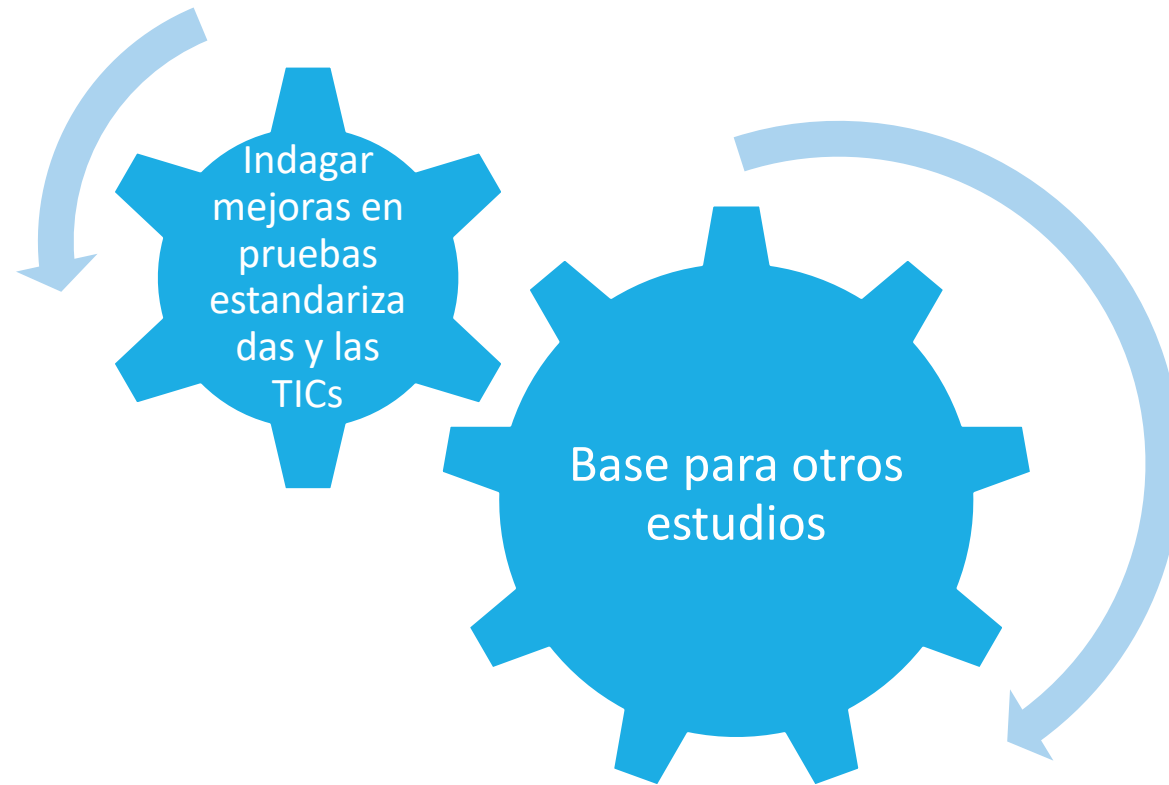 Indagar
mejoras en
pruebas
estandariza
das y las
TICs
Base para otros
estudios